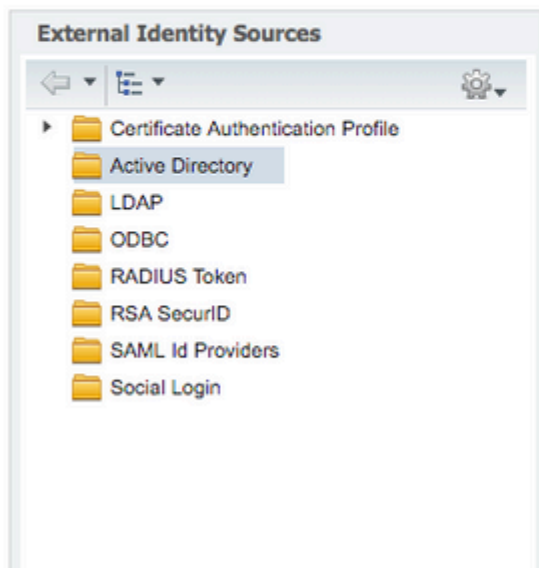 External Identity Sources
Certificate Authentication Profile
Active Directory
LDAP
ODBC
RADIUS Token
RSA SecurID
SAML Id Providers
Social Login